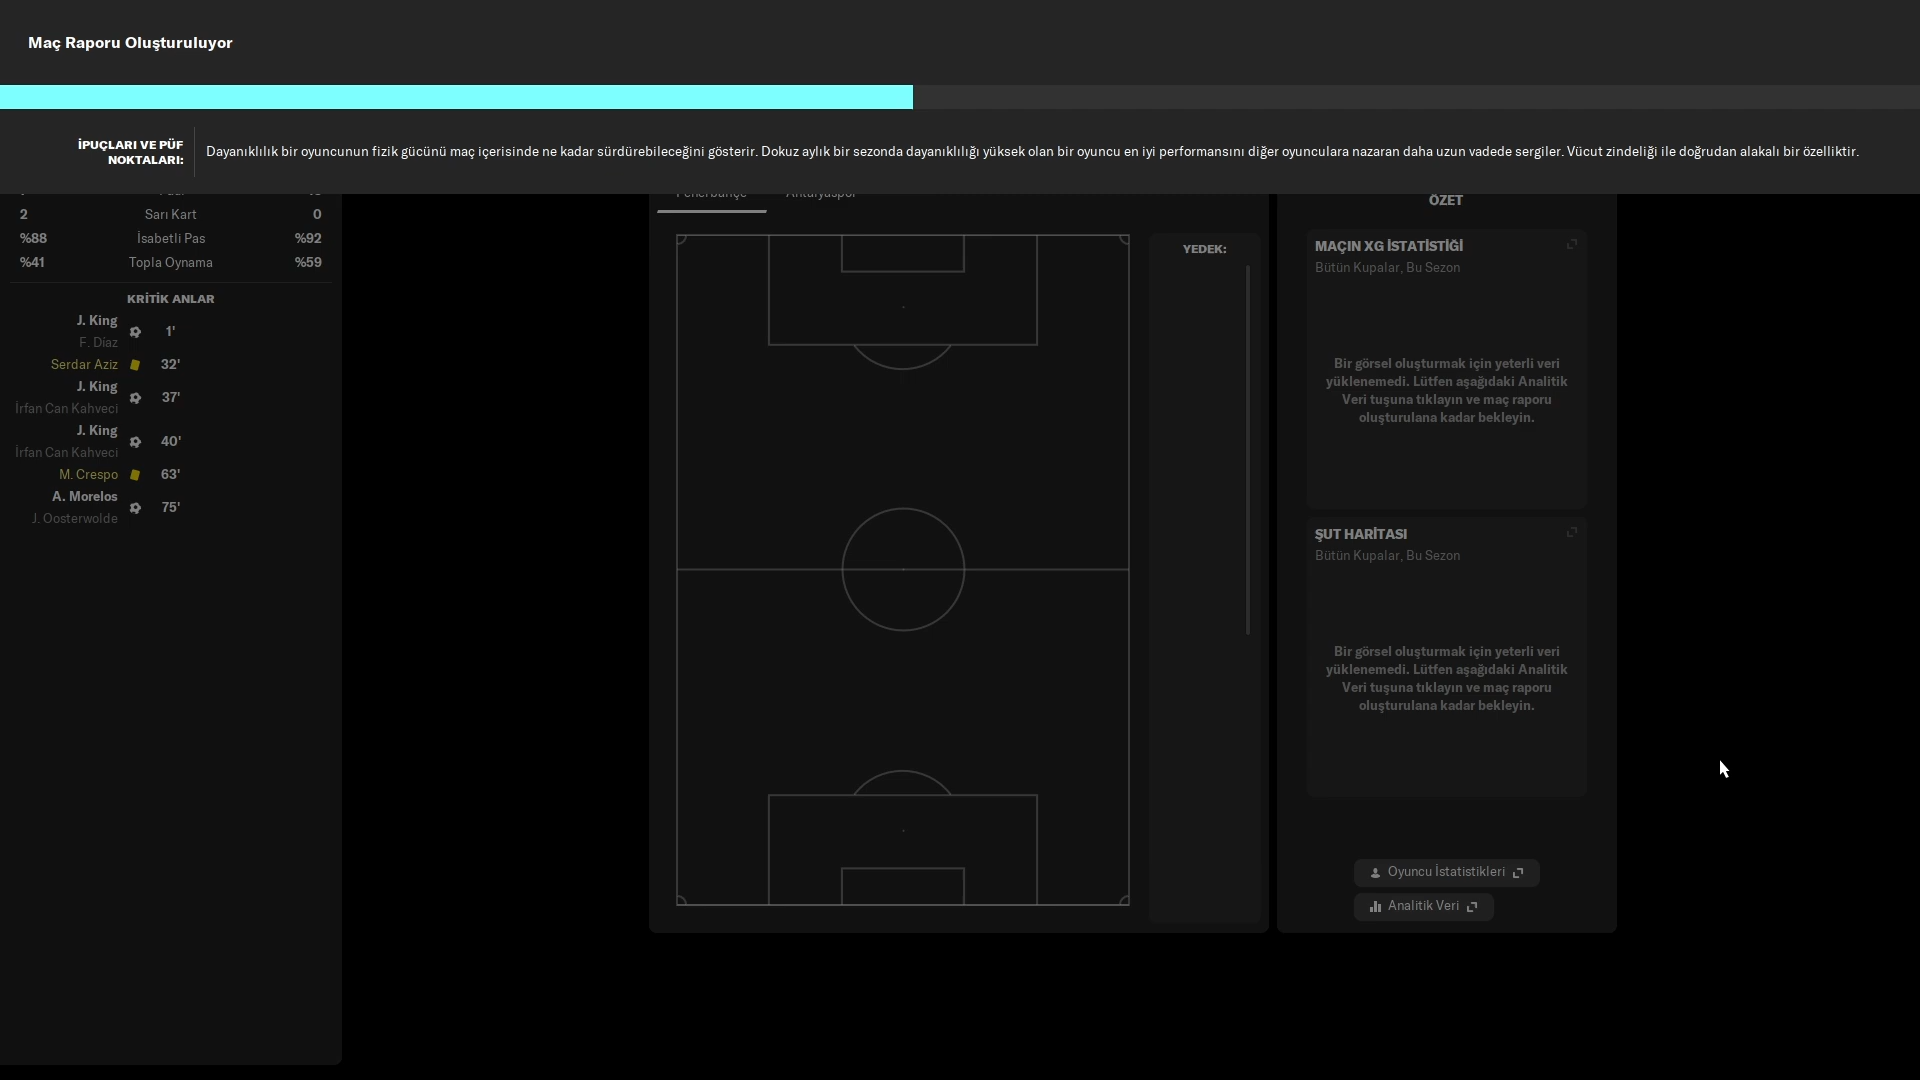 Maç Raporu Oluşturuluyor
İPUÇLARI VE PÜF
NOKTALARI:
Dayanıklılık bir oyuncunun fizik gücünü maç içerisinde ne kadar sürdürebileceğini gösterir. Dokuz aylık bir sezonda dayanıklılığı yüksek olan bir oyuncu en iyi performansını diğer oyunculara nazaran daha uzun vadede sergiler. Vücut zindeliği ile doğrudan alakalı bir özelliktir.
2 Sarı Kart 0
%88 İsabetli Pas %92
%41 Topla Oynama %59
KRİTİK ANLAR
J. King
1'
F. Díaz
Serdar Aziz 32'
J. King
37'
İrfan Can Kahveci
J. King
40'
İrfan Can Kahveci
M. Crespo 63'
A. Morelos
75'
J. Oosterwolde
Fenerbahçe Antalyaspor
YEDEK:
ÖZET
MAÇIN XG İSTATİSTİĞİ
Bütün Kupalar, Bu Sezon
Bir görsel oluşturmak için yeterli veri
yüklenemedi. Lütfen aşağıdaki Analitik
Veri tuşuna tıklayın ve maç raporu
oluşturulana kadar bekleyin.
ŞUT HARİTASI
Bütün Kupalar, Bu Sezon
Bir görsel oluşturmak için yeterli veri
yüklenemedi. Lütfen aşağıdaki Analitik
Veri tuşuna tıklayın ve maç raporu
oluşturulana kadar bekleyin.
Oyuncu İstatistikleri
Analitik Veri